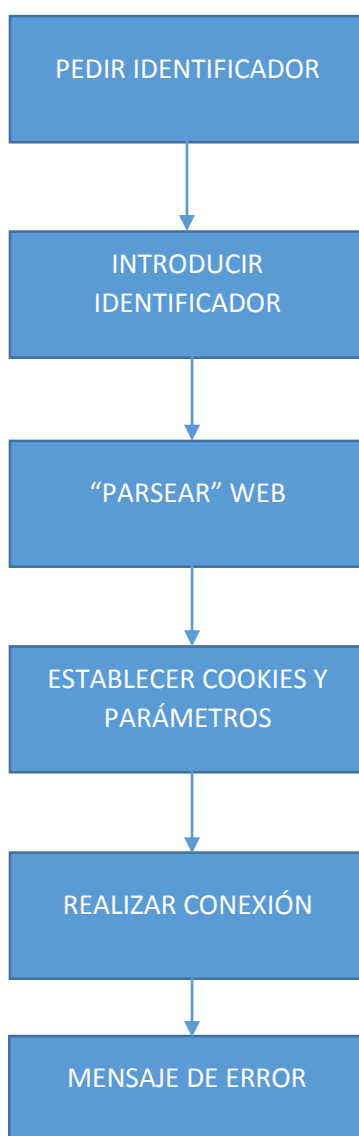 PEDIR IDENTIFICADOR
INTRODUCIR
IDENTIFICADOR
“PARSEAR” WEB
ESTABLECER COOKIES Y
PARÁMETROS
REALIZAR CONEXIÓN
MENSAJE DE ERROR